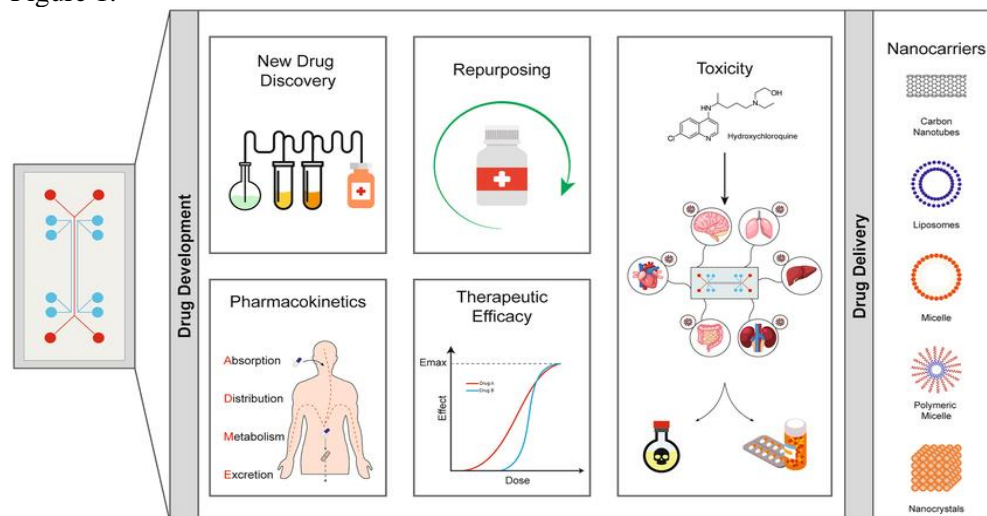 Figure 1.
Drug Development
New Drug
Discovery
Repurposing
Toxicity
OH
N
HN
Cl
N
Hydroxychloroquine
Pharmacokinetics
Absorption
Distribution
Metabolism
Excretion
Therapeutic
Efficacy
Emax
Drug A
Drug B
Effect
Dose
Drug Delivery
Nanocarriers
Carbon
Nanotubes
Liposomes
Micelle
Polymeric
Micelle
Nanocrystals